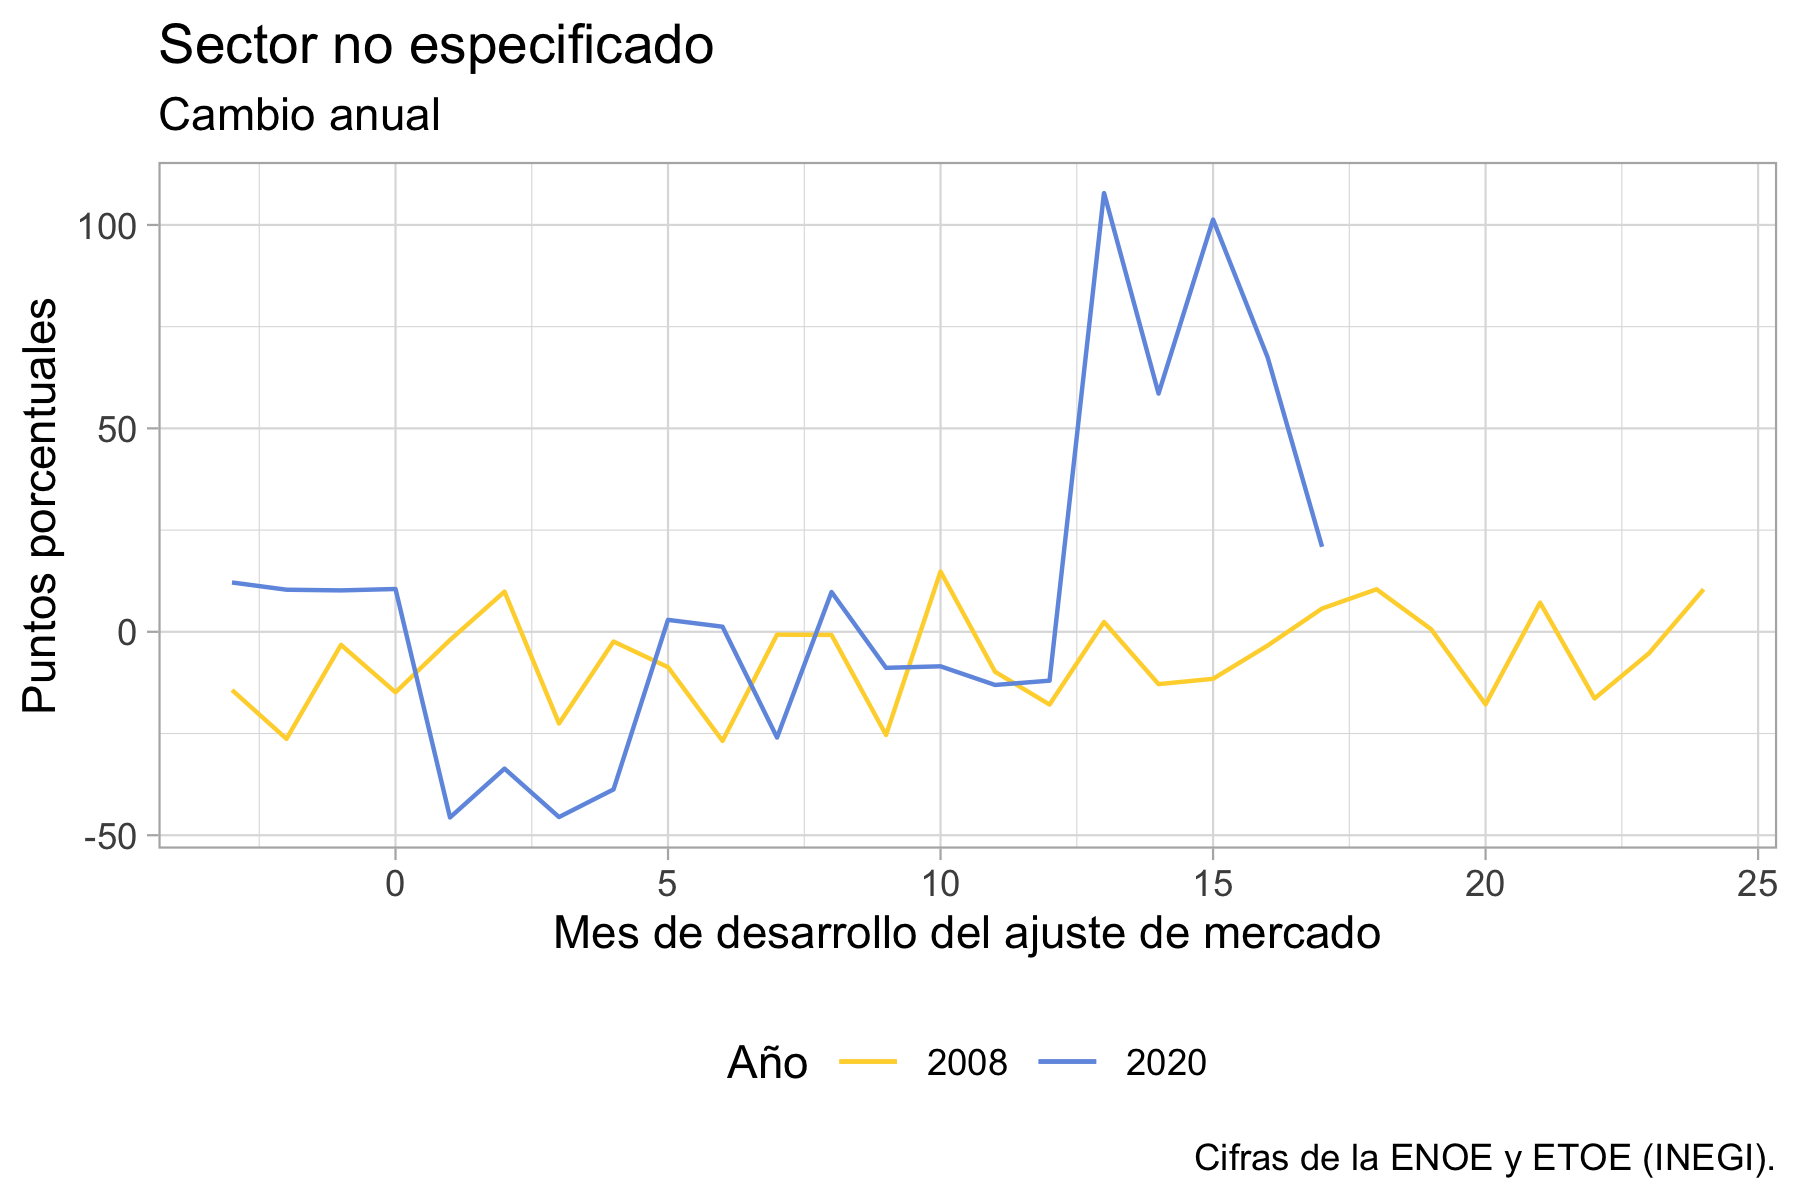 Sector no especificado
Cambio anual
Puntos porcentuales
100
50
0
-50
0 5 10 15 20 25
Mes de desarrollo del ajuste de mercado
Año 2008 2020
Cifras de la ENOE y ETOE (INEGI).